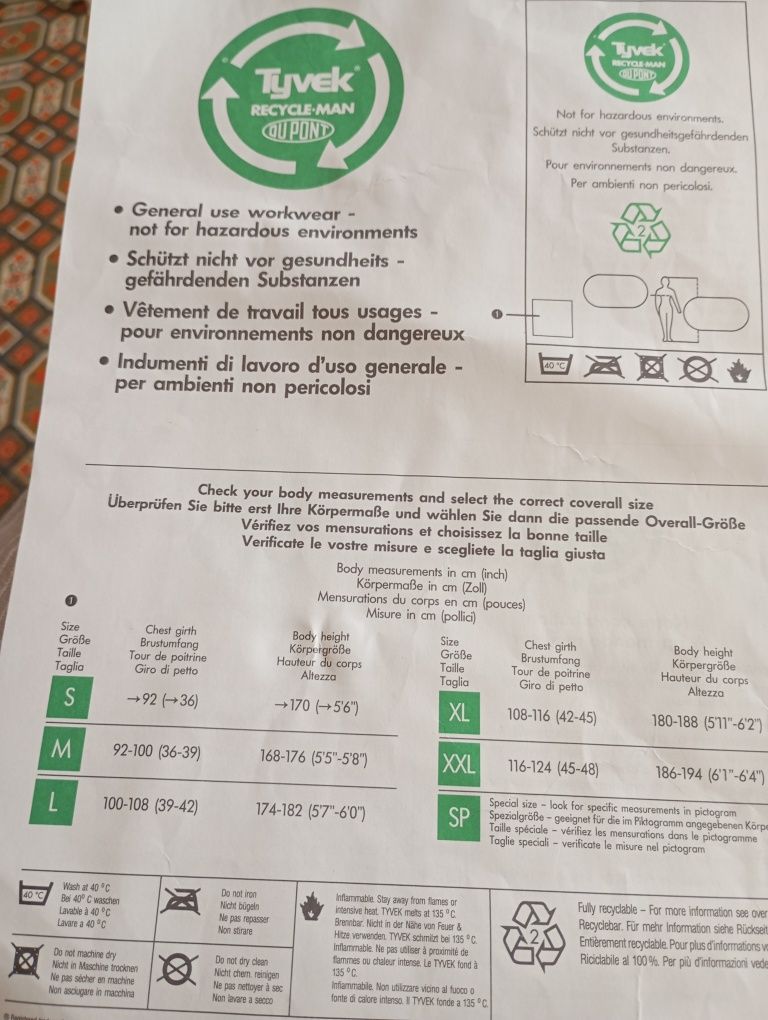 Tyvek®
RECYCLE-MAN
DU PONT
• General use workwear -
not for hazardous environments
• Schützt nicht vor gesundheits -
gefährdenden Substanzen
• Vêtement de travail tous usages -
pour environnements non dangereux
• Indumenti di lavoro d'uso generale -
per ambienti non pericolosi
Tyvek®
RECYCLE-MAN
DU PONT
Not for hazardous environments.
Schützt nicht vor gesundheitsgefährdenden
Substanzen.
Pour environnements non dangereux.
Per ambienti non pericolosi.
2
1
40 °C
Check your body measurements and select the correct coverall size
Überprüfen Sie bitte erst Ihre Körpermaße und wählen Sie dann die passende Overall-Größe
Vérifiez vos mensurations et choisissez la bonne taille
Verificate le vostre misure e scegliete la taglia giusta
Body measurements in cm (inch)
Körpermaße in cm (Zoll)
Mensurations du corps en cm (pouces)
Misure in cm (pollici)
1
Size
Größe
Taille
Taglia
Chest girth
Brustumfang
Tour de poitrine
Giro di petto
Body height
Körpergröße
Hauteur du corps
Altezza
S →92 (→36) →170 (→5'6")
M 92-100 (36-39) 168-176 (5'5"-5'8")
L 100-108 (39-42) 174-182 (5'7"-6'0")
Size
Größe
Taille
Taglia
Chest girth
Brustumfang
Tour de poitrine
Giro di petto
Body height
Körpergröße
Hauteur du corps
Altezza
XL 108-116 (42-45) 180-188 (5'11"-6'2")
XXL 116-124 (45-48) 186-194 (6'1"-6'4")
SP
Special size – look for specific measurements in pictogram
Spezialgröße – geeignet für die im Piktogramm angegebenen Körpe
Taille spéciale – vérifiez les mensurations dans le pictogramme
Taglie speciali – verificate le misure nel pictogram
40 °C
Wash at 40 °C
Bei 40° C waschen
Lavable à 40 °C
Lavare a 40 °C
Do not iron
Nicht bügeln
Ne pas repasser
Non stirare
Do not machine dry
Nicht in Maschine trocknen
Ne pas sécher en machine
Non asciugare in macchina
Do not dry clean
Nicht chem. reinigen
Ne pas nettoyer à sec
Non lavare a secco
Inflammable. Stay away from flames or
intensive heat. TYVEK melts at 135 °C.
Brennbar. Nicht in der Nähe von Feuer &
Hitze verwenden. TYVEK schmilzt bei 135 °C.
Inflammable. Ne pas utiliser à proximité de
flammes ou chaleur intense. Le TYVEK fond à
135 °C.
Infiammabile. Non utilizzare vicino al fuoco o
fonte di calore intenso. Il TYVEK fonde a 135 °C.
2
Fully recyclable – For more information see over
Recyclebar. Für mehr Information siehe Rückseit
Entièrement recyclable. Pour plus d'informations v
Riciclabile al 100%. Per più d'informazioni vede